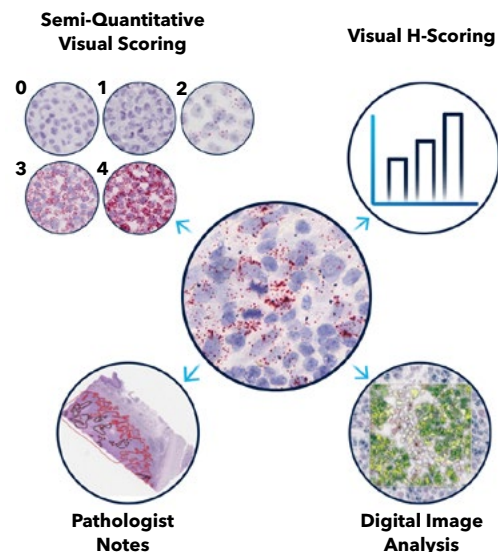 Semi-Quantitative
Visual Scoring
Visual H-Scoring
0 1 2
3 4
Pathologist
Notes
Digital Image
Analysis